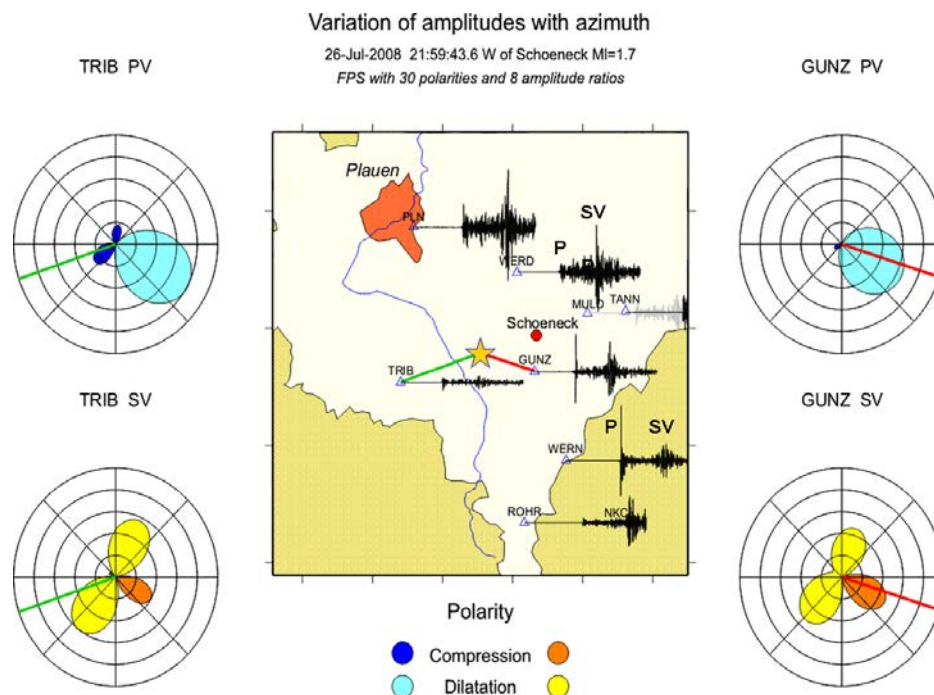 Variation of amplitudes with azimuth
26-Jul-2008 21:59:43.6 W of Schoeneck Ml=1.7
FPS with 30 polarities and 8 amplitude ratios
TRIB PV
GUNZ PV
Plauen
PLN
SV
P
WERD
MULD
TANN
Schoeneck
TRIB
GUNZ
TRIB SV
GUNZ SV
P
SV
WERN
ROHR
NKC
Polarity
Compression
Dilatation